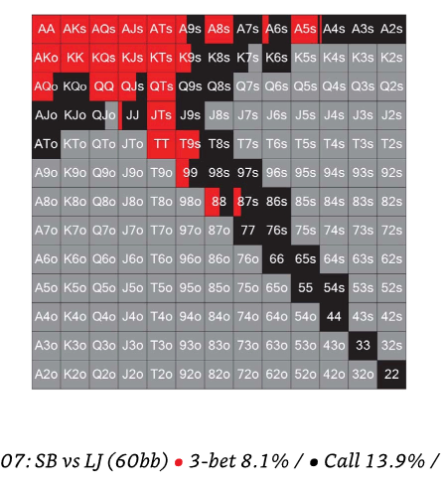 AA AKs AQs AJs ATs A9s A8s A7s A6s A5s A4s A3s A2s
AKo KK KQs KJs KTs K9s K8s K7s K6s K5s K4s K3s K2s
AQo KQo QQ QJs QTs Q9s Q8s Q7s Q6s Q5s Q4s Q3s Q2s
AJo KJo QJo JJ JTs J9s J8s J7s J6s J5s J4s J3s J2s
ATo KTo QTo JTo TT T9s T8s T7s T6s T5s T4s T3s T2s
A9o K9o Q9o J9o T9o 99 98s 97s 96s 95s 94s 93s 92s
A8o K8o Q8o J8o T8o 98o 88 87s 86s 85s 84s 83s 82s
A7o K7o Q7o J7o T7o 97o 87o 77 76s 75s 74s 73s 72s
A6o K6o Q6o J6o T6o 96o 86o 76o 66 65s 64s 63s 62s
A5o K5o Q5o J5o T5o 95o 85o 75o 65o 55 54s 53s 52s
A4o K4o Q4o J4o T4o 94o 84o 74o 64o 54o 44 43s 42s
A3o K3o Q3o J3o T3o 93o 83o 73o 63o 53o 43o 33 32s
A2o K2o Q2o J2o T2o 92o 82o 72o 62o 52o 42o 32o 22
07: SB vs LJ (60bb) • 3-bet 8.1% / • Call 13.9% /